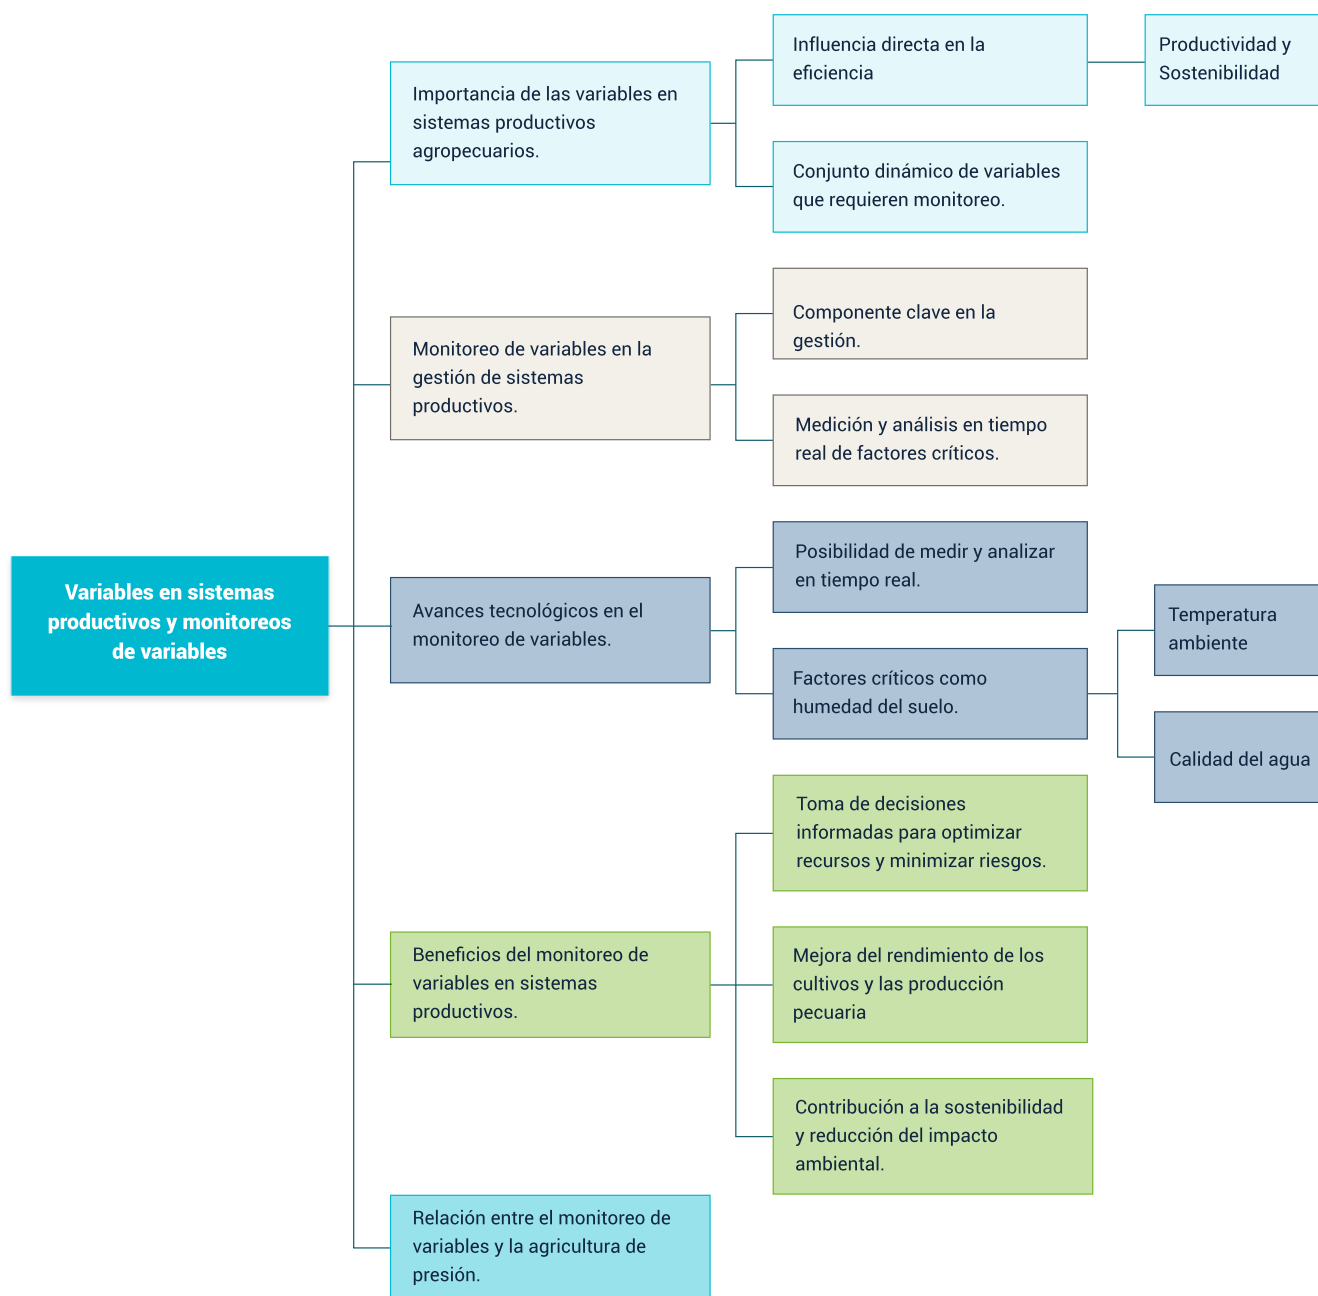 Variables en sistemas
productivos y monitoreos
de variables
Importancia de las variables en
sistemas productivos
agropecuarios.
Influencia directa en la
eficiencia
Productividad y
Sostenibilidad
Conjunto dinámico de variables
que requieren monitoreo.
Monitoreo de variables en la
gestión de sistemas
productivos.
Componente clave en la
gestión.
Medición y análisis en tiempo
real de factores críticos.
Avances tecnológicos en el
monitoreo de variables.
Posibilidad de medir y analizar
en tiempo real.
Factores críticos como
humedad del suelo.
Temperatura
ambiente
Calidad del agua
Beneficios del monitoreo de
variables en sistemas
productivos.
Toma de decisiones
informadas para optimizar
recursos y minimizar riesgos.
Mejora del rendimiento de los
cultivos y las producción
pecuaria
Contribución a la sostenibilidad
y reducción del impacto
ambiental.
Relación entre el monitoreo de
variables y la agricultura de
presión.